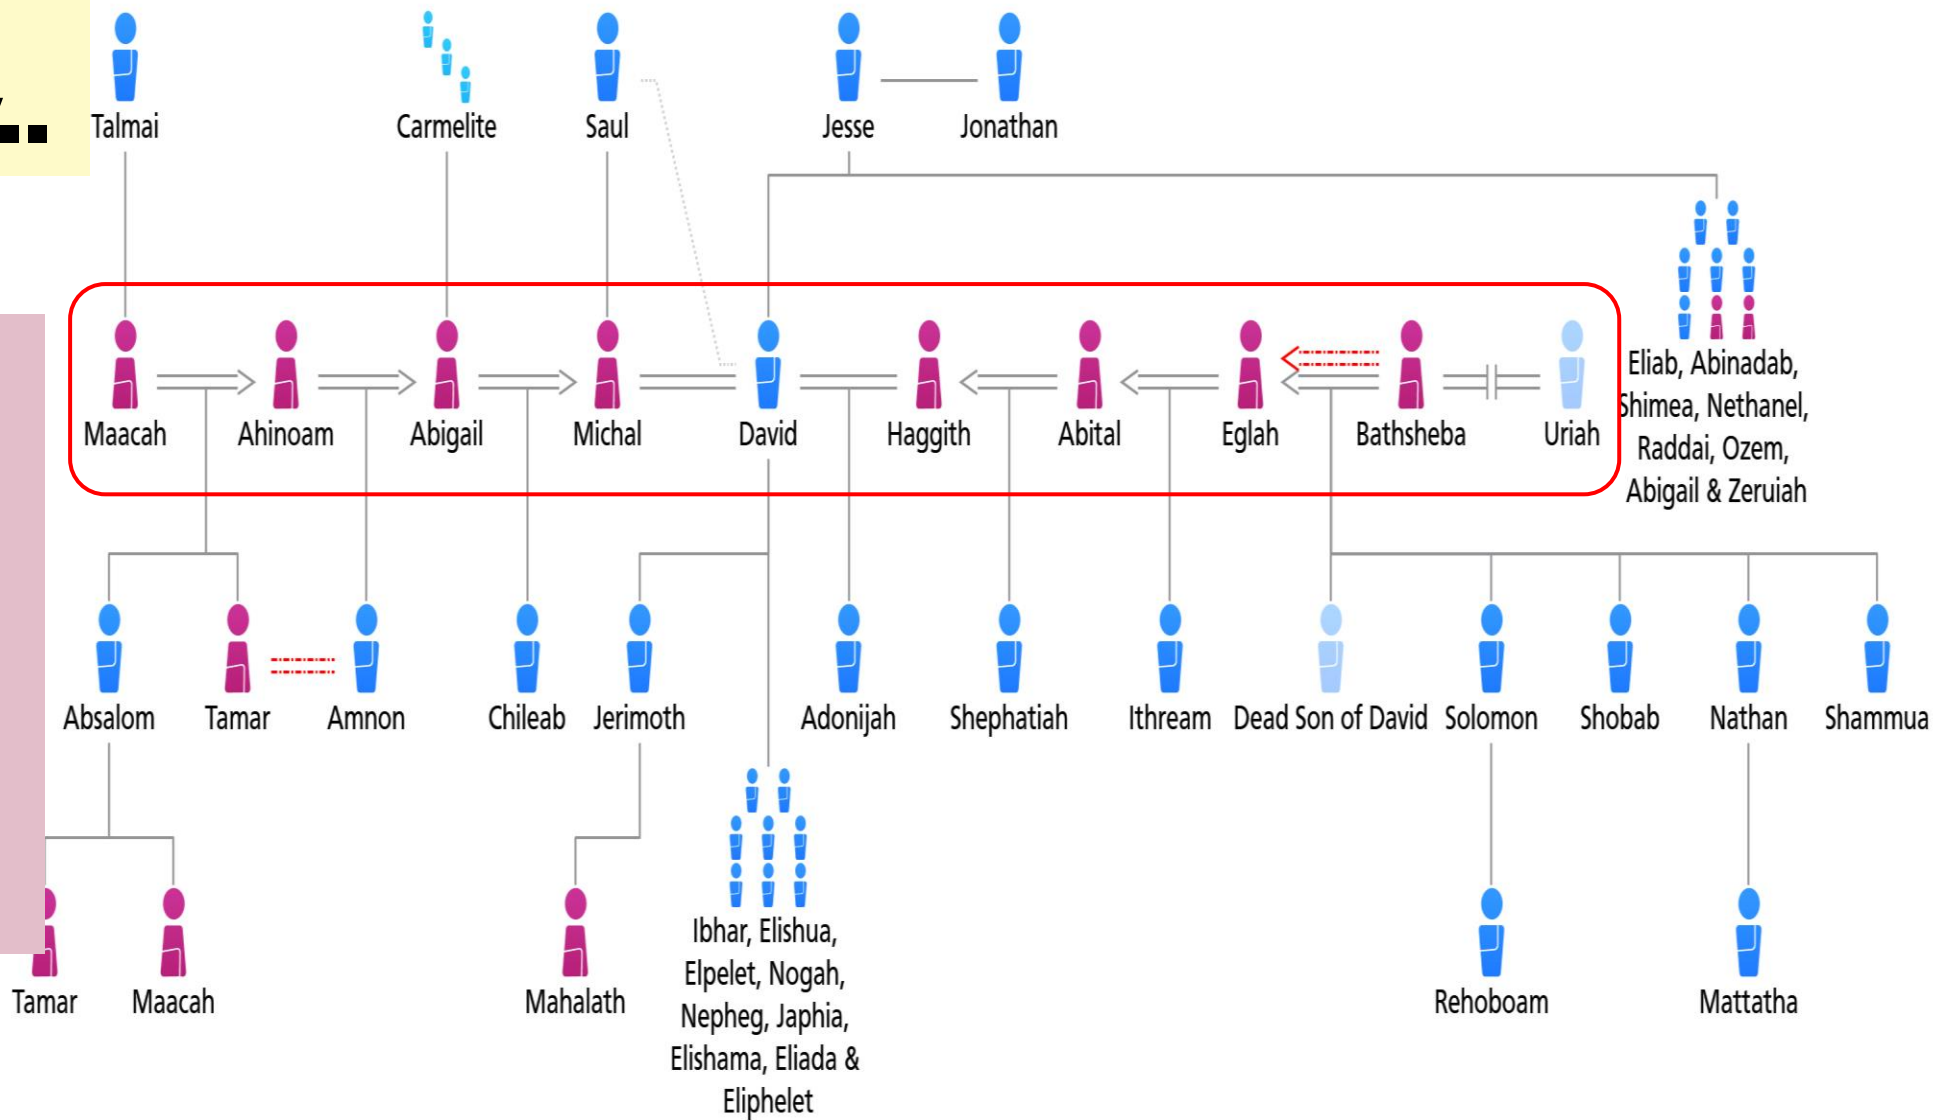 Talmai
Carmelite
Saul
Jesse
Jonathan
Eliab, Abinadab,
Shimea, Nethanel,
Raddai, Ozem,
Abigail & Zeruiah
Maacah
Ahinoam
Abigail
Michal
David
Haggith
Abital
Eglah
Bathsheba
Uriah
Absalom
Tamar
Amnon
Chileab
Jerimoth
Adonijah
Shephatiah
Ithream
Dead Son of David
Solomon
Shobab
Nathan
Shammua
Tamar
Maacah
Mahalath
Ibhar, Elishua,
Elpelet, Nogah,
Nepheg, Japhia,
Elishama, Eliada &
Eliphelet
Rehoboam
Mattatha